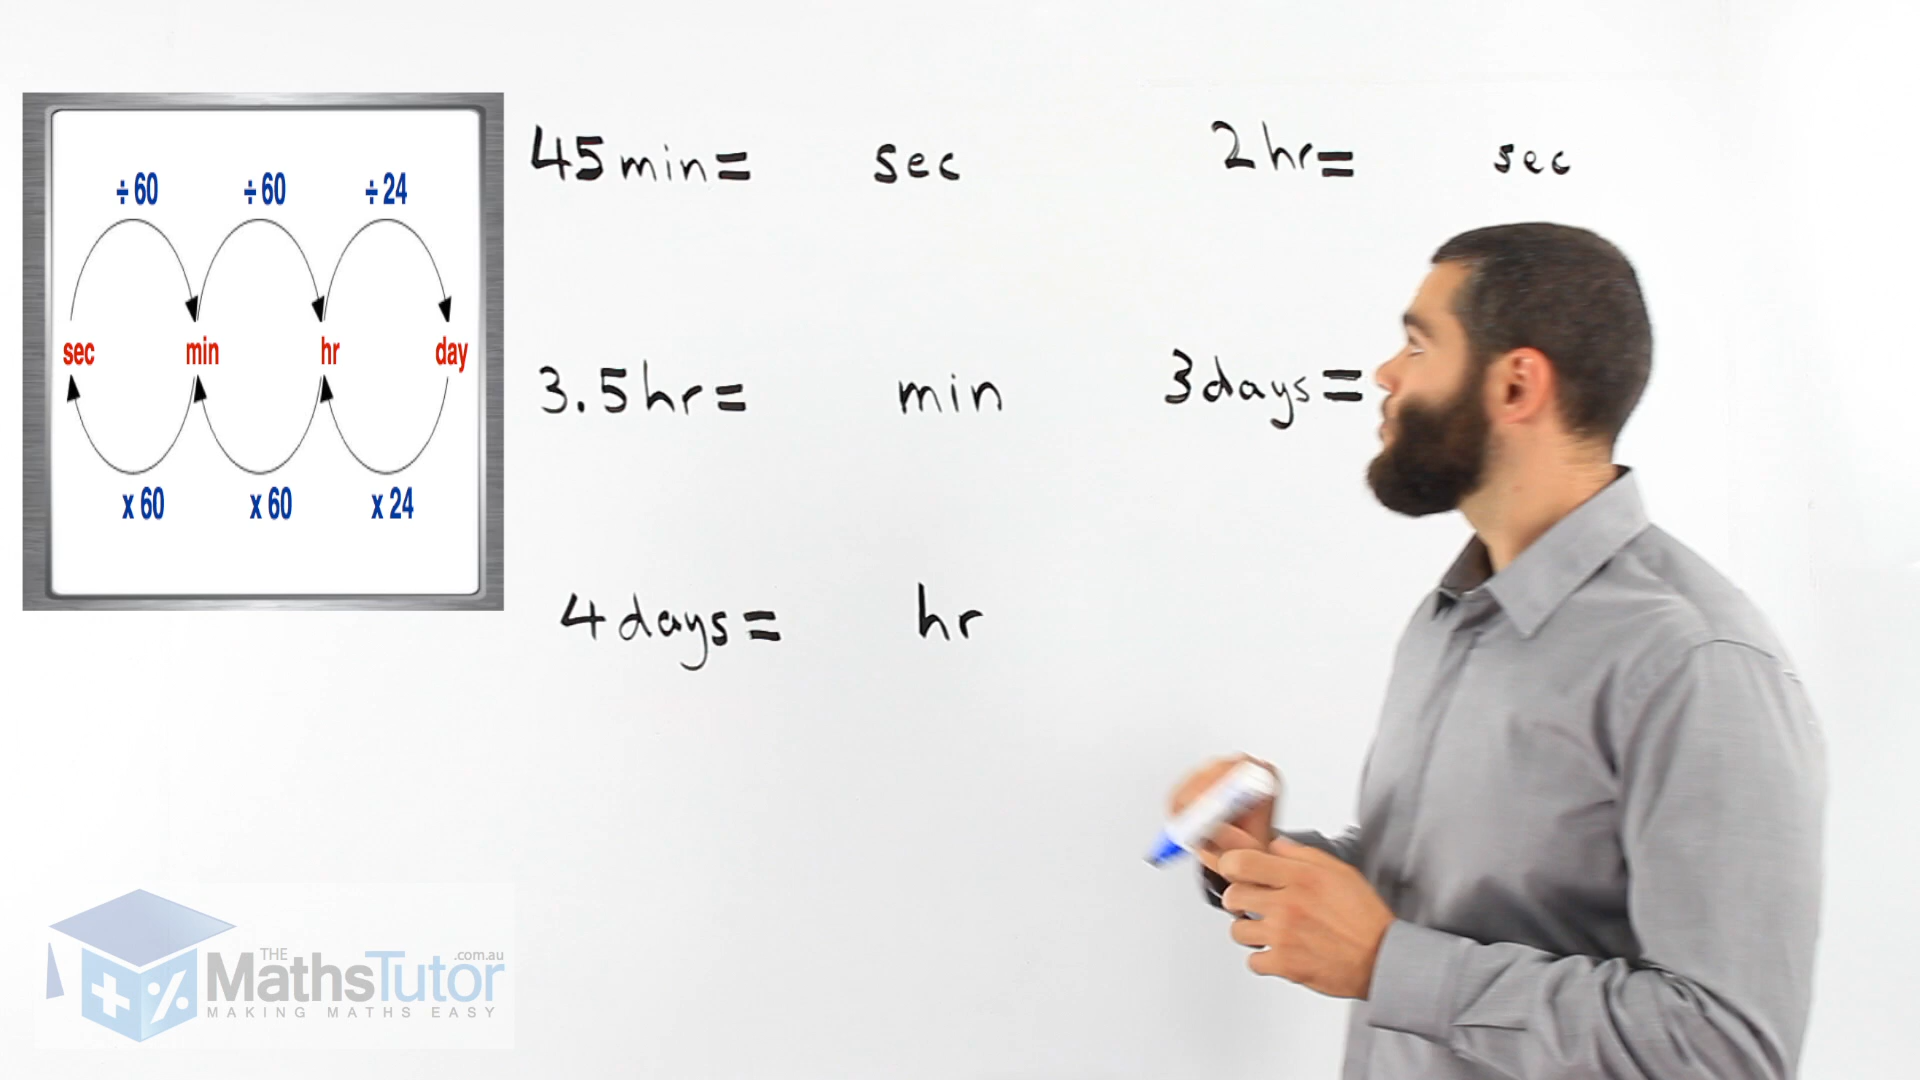 ÷ 60 ÷ 60 ÷ 24
sec min hr day
x 60 x 60 x 24
45 min = sec
3.5 hr = min
4 days = hr
2 hr = sec
3 days =
THE MathsTutor .com.au
MAKING MATHS EASY